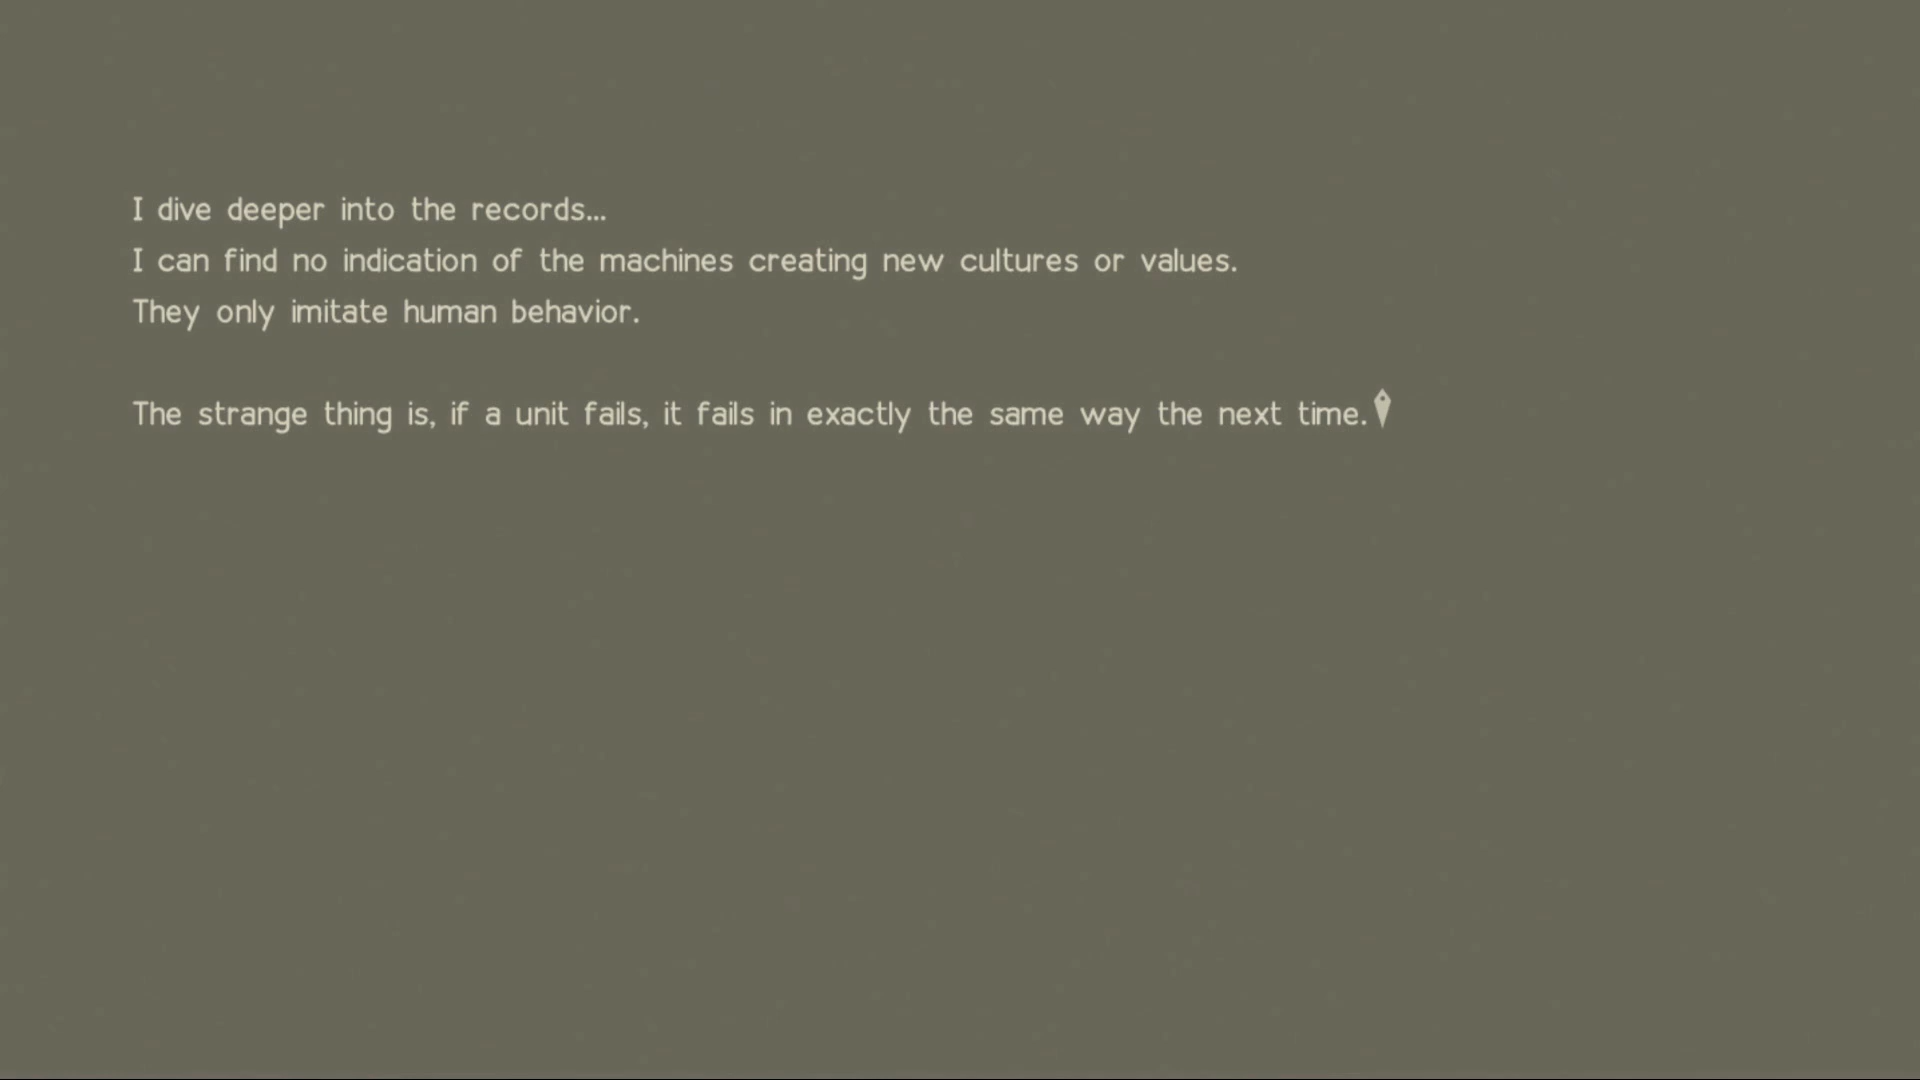 I dive deeper into the records...
I can find no indication of the machines creating new cultures or values.
They only imitate human behavior.
The strange thing is, if a unit fails, it fails in exactly the same way the next time.